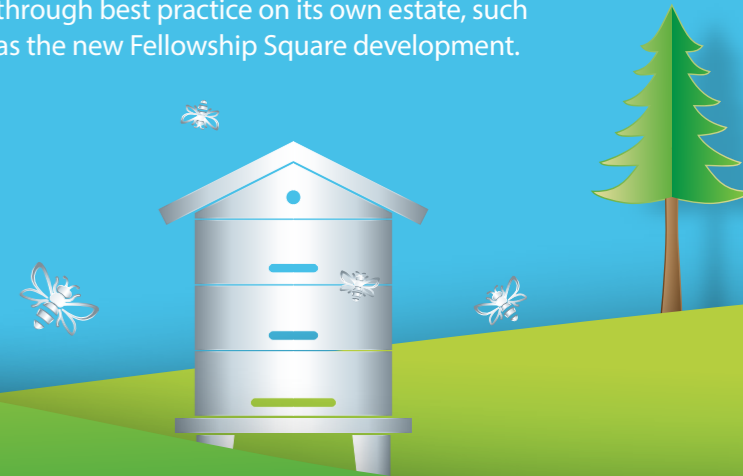 through best practice on its own estate, such
as the new Fellowship Square development.